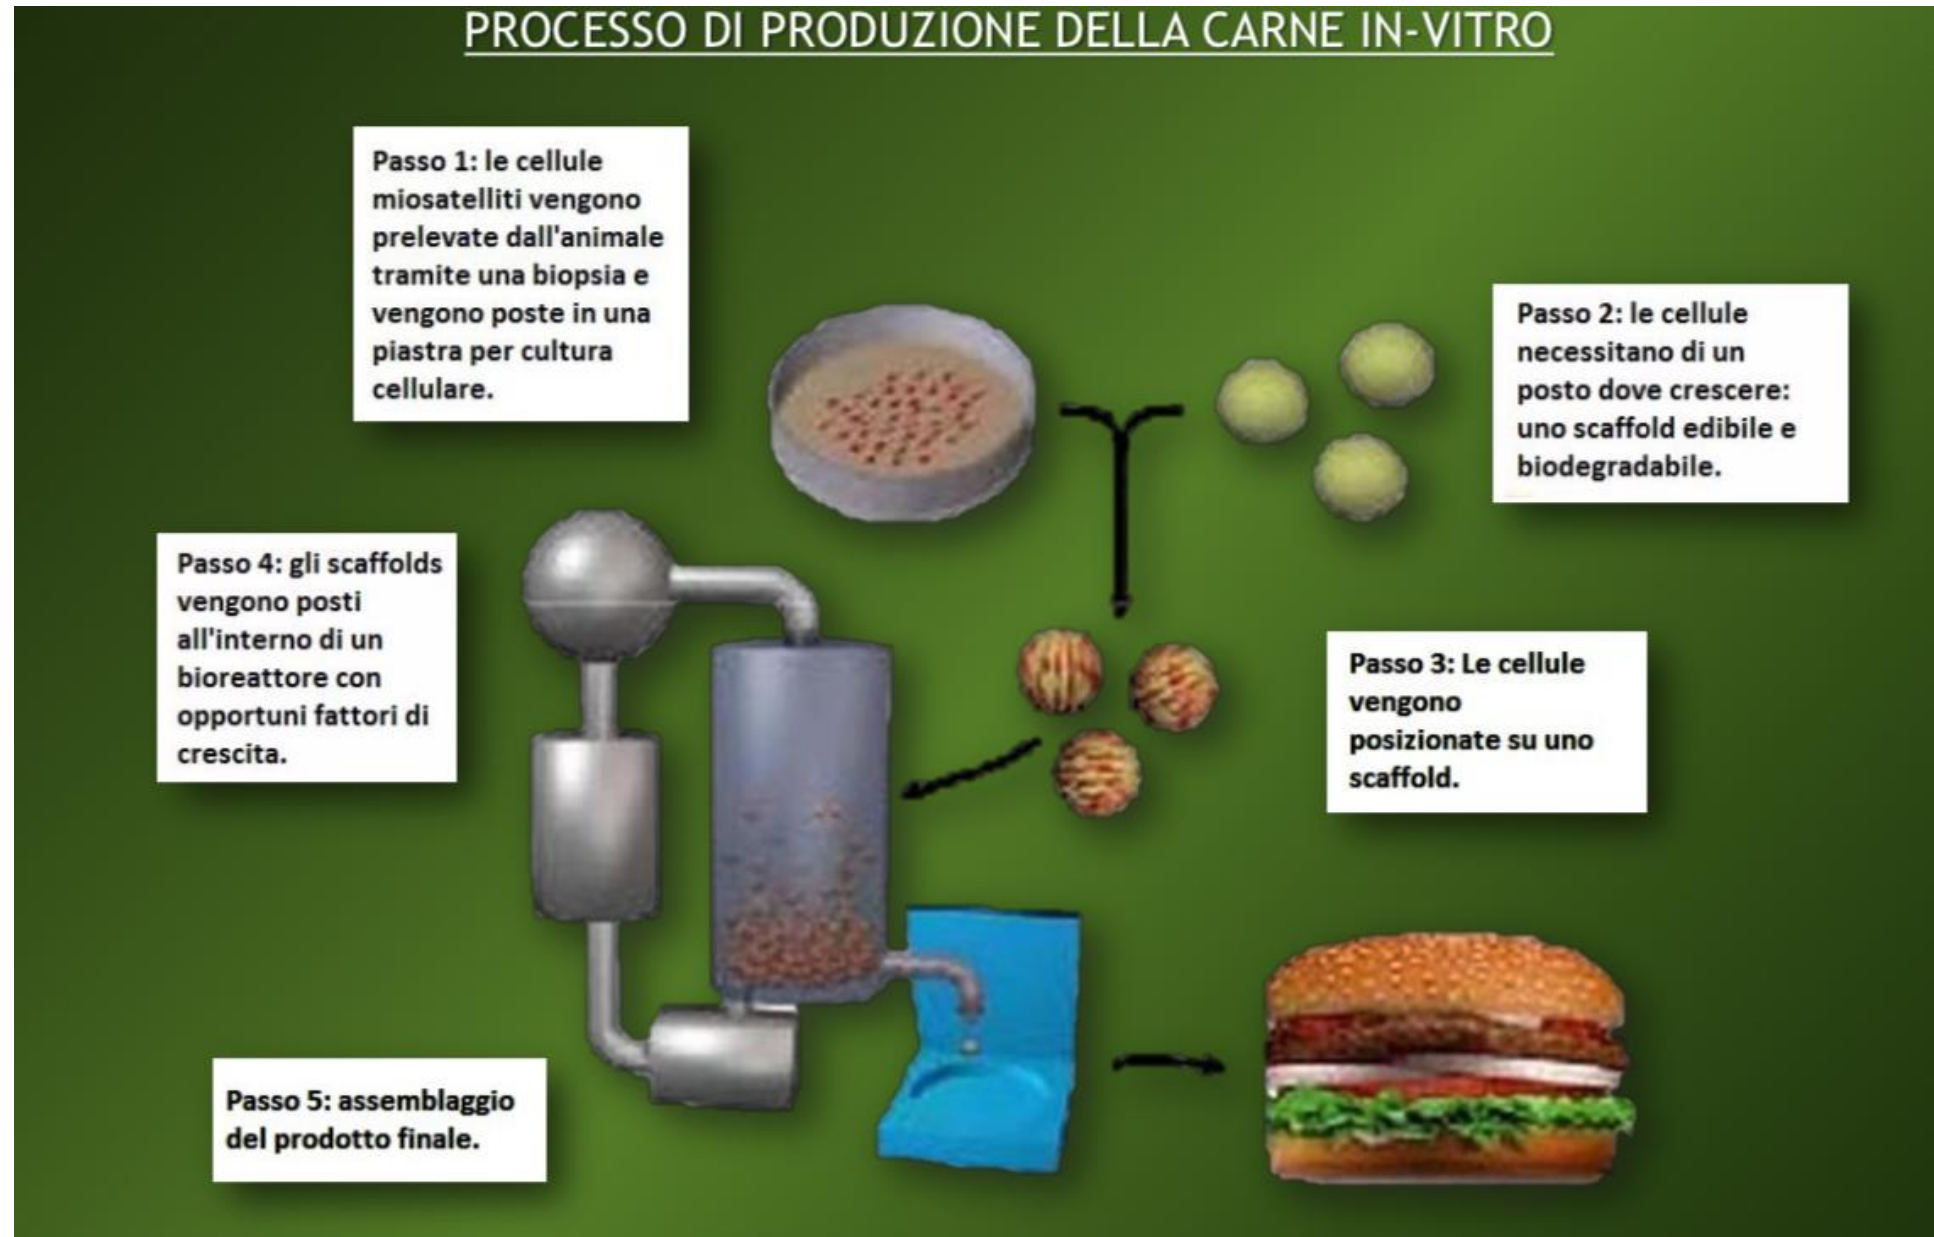 PROCESSO DI PRODUZIONE DELLA CARNE IN-VITRO
Passo 1: le cellule
miosatelliti vengono
prelevate dall'animale
tramite una biopsia e
vengono poste in una
piastra per cultura
cellulare.
Passo 2: le cellule
necessitano di un
posto dove crescere:
uno scaffold edibile e
biodegradabile.
Passo 3: Le cellule
vengono
posizionate su uno
scaffold.
Passo 4: gli scaffolds
vengono posti
all'interno di un
bioreattore con
opportuni fattori di
crescita.
Passo 5: assemblaggio
del prodotto finale.